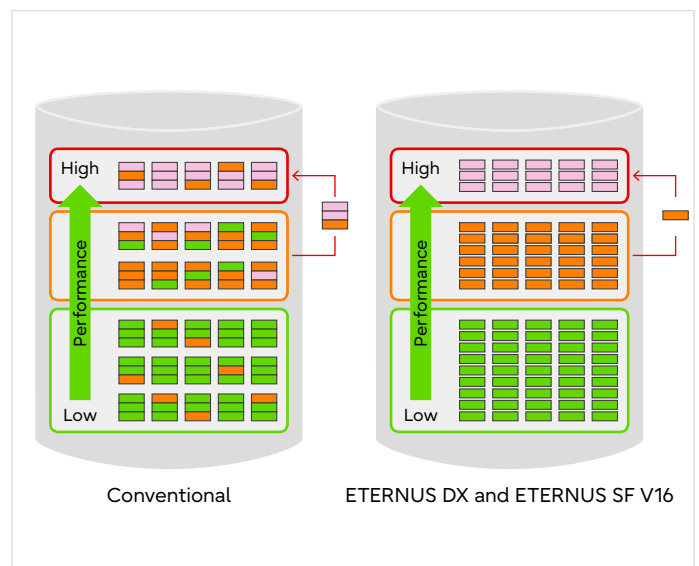 High
Performance
Low
Conventional
High
Performance
Low
ETERNUS DX and ETERNUS SF V16